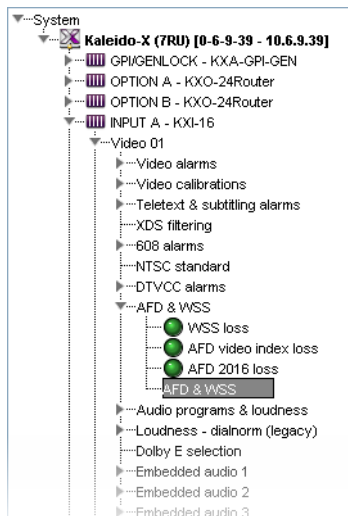 System
Kaleido-X (7RU) [0-6-9-39 - 10.6.9.39]
GPI/GENLOCK - KXA-GPI-GEN
OPTION A - KXO-24Router
OPTION B - KXO-24Router
INPUT A - KXI-16
Video 01
Video alarms
Video calibrations
Teletext & subtitling alarms
XDS filtering
608 alarms
NTSC standard
DTVCC alarms
AFD & WSS
WSS loss
AFD video index loss
AFD 2016 loss
AFD & WSS
Audio programs & loudness
Loudness - dialnorm (legacy)
Dolby E selection
Embedded audio 1
Embedded audio 2
Embedded audio 3